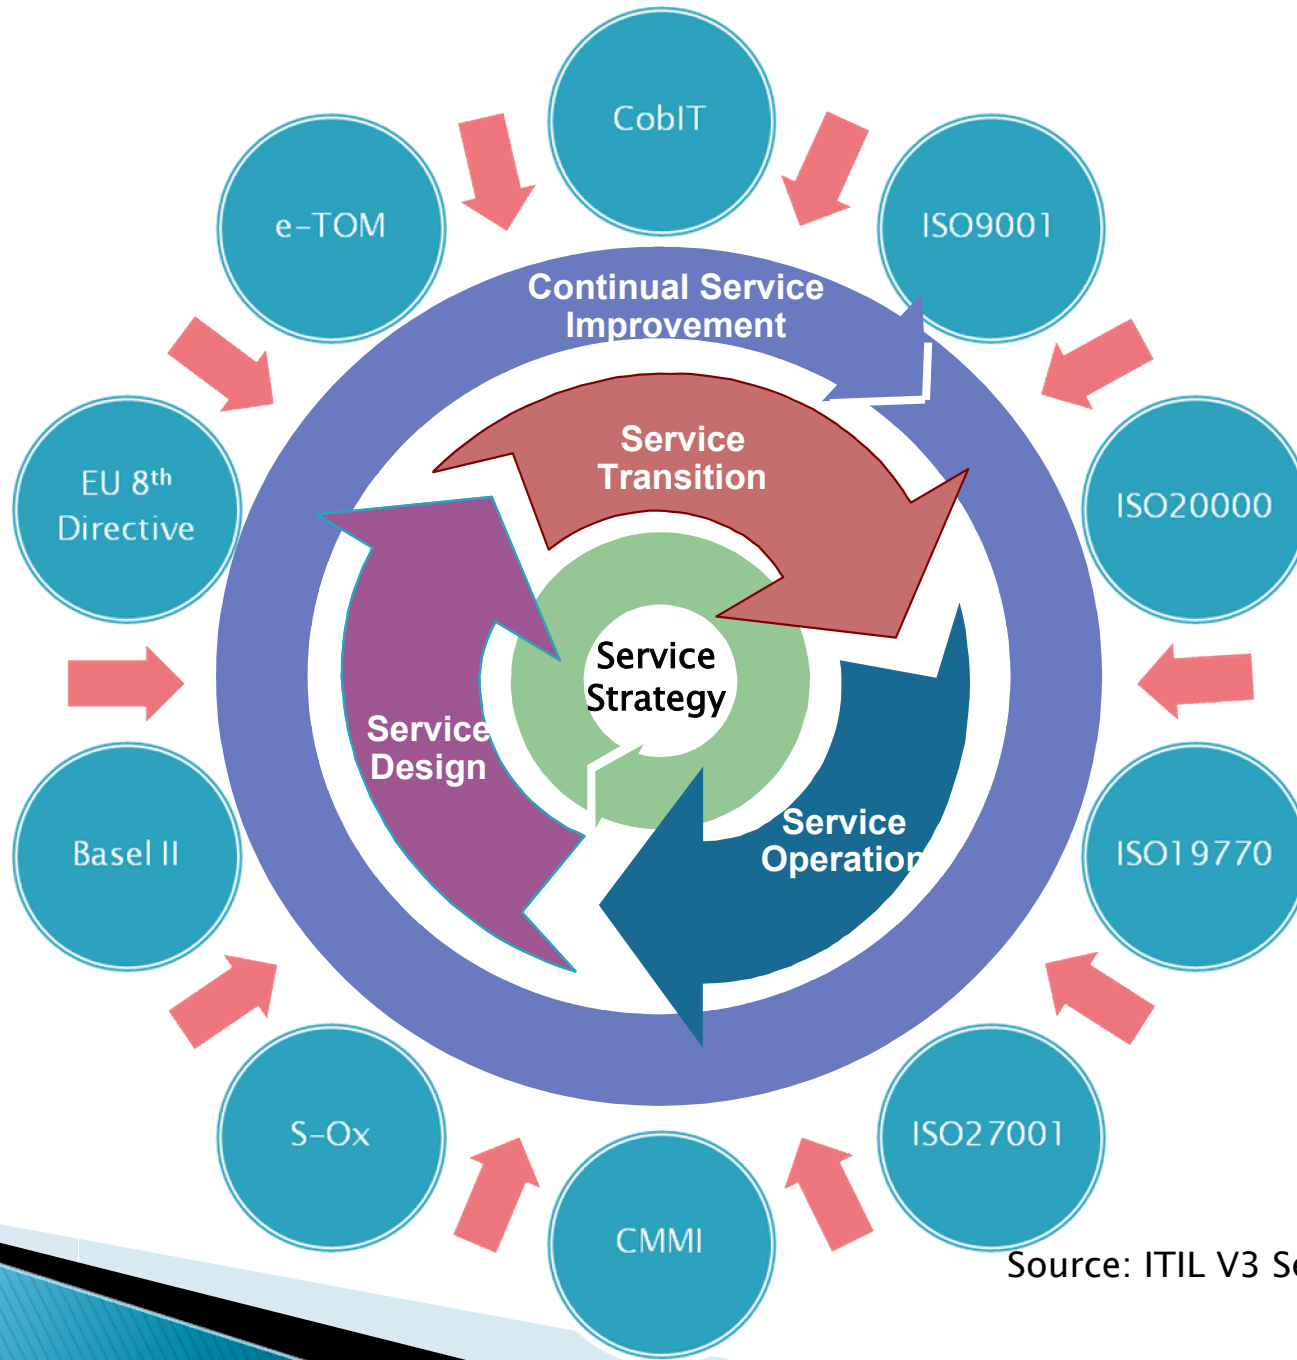 CobIT
e-TOM
ISO9001
Continual Service
Improvement
Service
Transition
EU 8th
Directive
ISO20000
Service
Strategy
Service
Design
Service
Operation
Basel II
ISO19770
S-Ox
ISO27001
CMMI
Source: ITIL V3